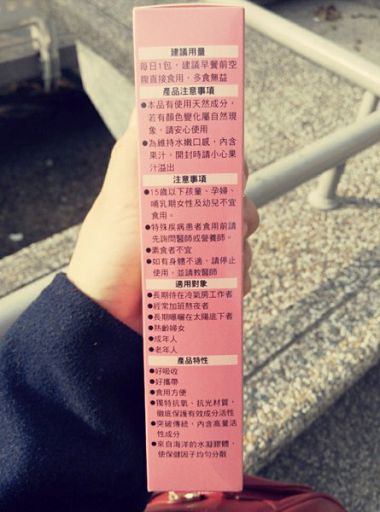 建議用量
每日1包，建議早餐前空
腹直接食用，多食無益
產品注意事項
●本品有使用天然成分，
若有顏色變化屬自然現
象，請安心使用
●為維持水嫩口感，內含
果汁，開封時請小心果
汁溢出
注意事項
●15歲以下孩童、孕婦、
哺乳期女性及幼兒不宜
食用。
●特殊疾病患者食用前請
先詢問醫師或營養師。
●素食者不宜
●如有身體不適，請停止
使用，並請教醫師
適用對象
●長期待在冷氣房工作者
●經常加班熬夜者
●長期曝曬在太陽底下者
●熟齡婦女
●成年人
●老年人
產品特性
●好吸收
●好攜帶
●食用方便
●獨特抗氧、抗光材質，
徹底保護有效成分活性
●突破傳統，內含高量活
性成分
●來自海洋的水凝膠體，
使保健因子均勻分散